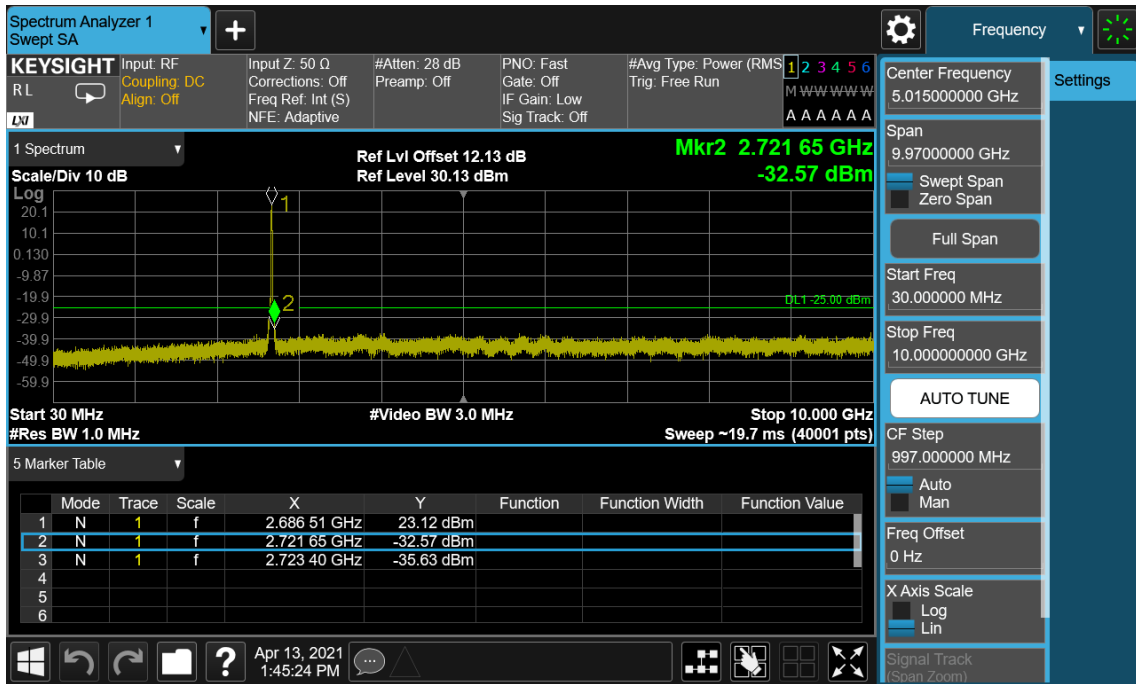 Spectrum Analyzer 1
Swept SA
+
Frequency
KEYSIGHT
RL
LXI
Input: RF
Coupling: DC
Align: Off
Input Z: 50 Ω
Corrections: Off
Freq Ref: Int (S)
NFE: Adaptive
#Atten: 28 dB
Preamp: Off
PNO: Fast
Gate: Off
IF Gain: Low
Sig Track: Off
#Avg Type: Power (RMS
Trig: Free Run
1 2 3 4 5 6
M W W W W W
A A A A A A
1 Spectrum
Scale/Div 10 dB
Ref Lvl Offset 12.13 dB
Ref Level 30.13 dBm
Mkr2 2.721 65 GHz
-32.57 dBm
Log
20.1
10.1
0.130
-9.87
-19.9
-29.9
-39.9
-49.9
-59.9
1
2
DL1 -25.00 dBm
Start 30 MHz
#Video BW 3.0 MHz
Stop 10.000 GHz
#Res BW 1.0 MHz
Sweep ~19.7 ms (40001 pts)
5 Marker Table
Mode Trace Scale X Y Function Function Width Function Value
1 N 1 f 2.686 51 GHz 23.12 dBm
2 N 1 f 2.721 65 GHz -32.57 dBm
3 N 1 f 2.723 40 GHz -35.63 dBm
4
5
6
?
Apr 13, 2021
1:45:24 PM
Center Frequency
5.015000000 GHz
Span
9.97000000 GHz
Swept Span
Zero Span
Full Span
Start Freq
30.000000 MHz
Stop Freq
10.000000000 GHz
AUTO TUNE
CF Step
997.000000 MHz
Auto
Man
Freq Offset
0 Hz
X Axis Scale
Log
Lin
Signal Track
(Span Zoom)
Settings